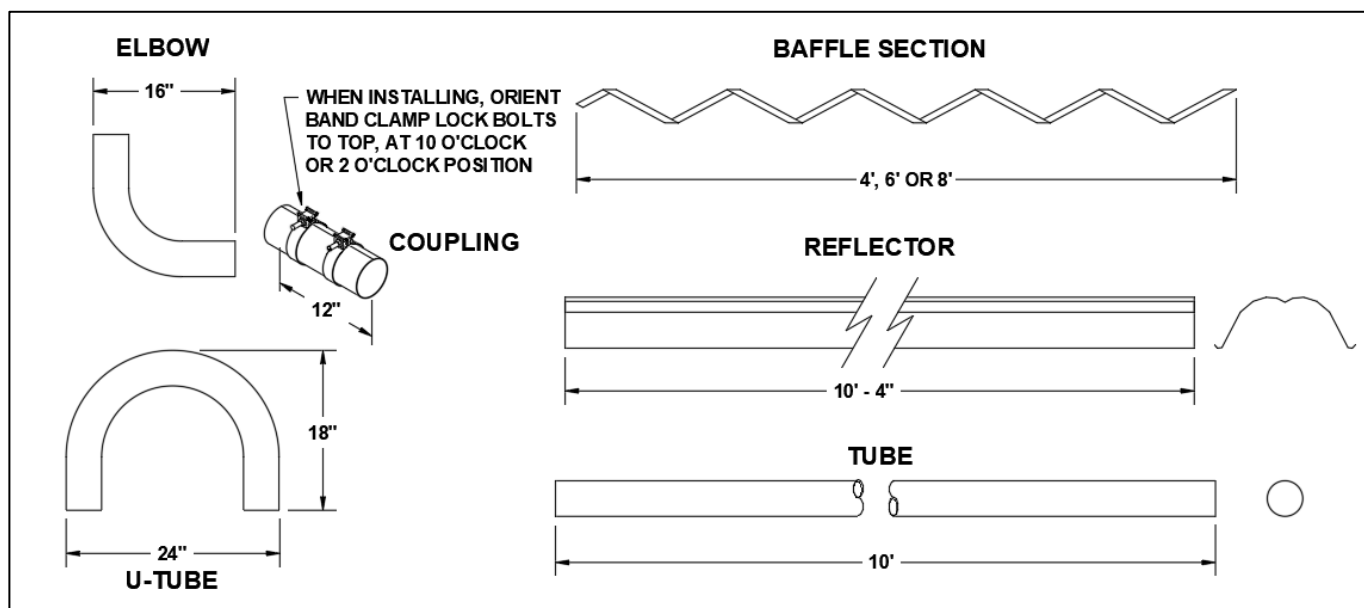 ELBOW
16"
WHEN INSTALLING, ORIENT
BAND CLAMP LOCK BOLTS
TO TOP, AT 10 O'CLOCK
OR 2 O'CLOCK POSITION
COUPLING
12"
18"
24"
U-TUBE
BAFFLE SECTION
4', 6' OR 8'
REFLECTOR
10' - 4"
TUBE
10'